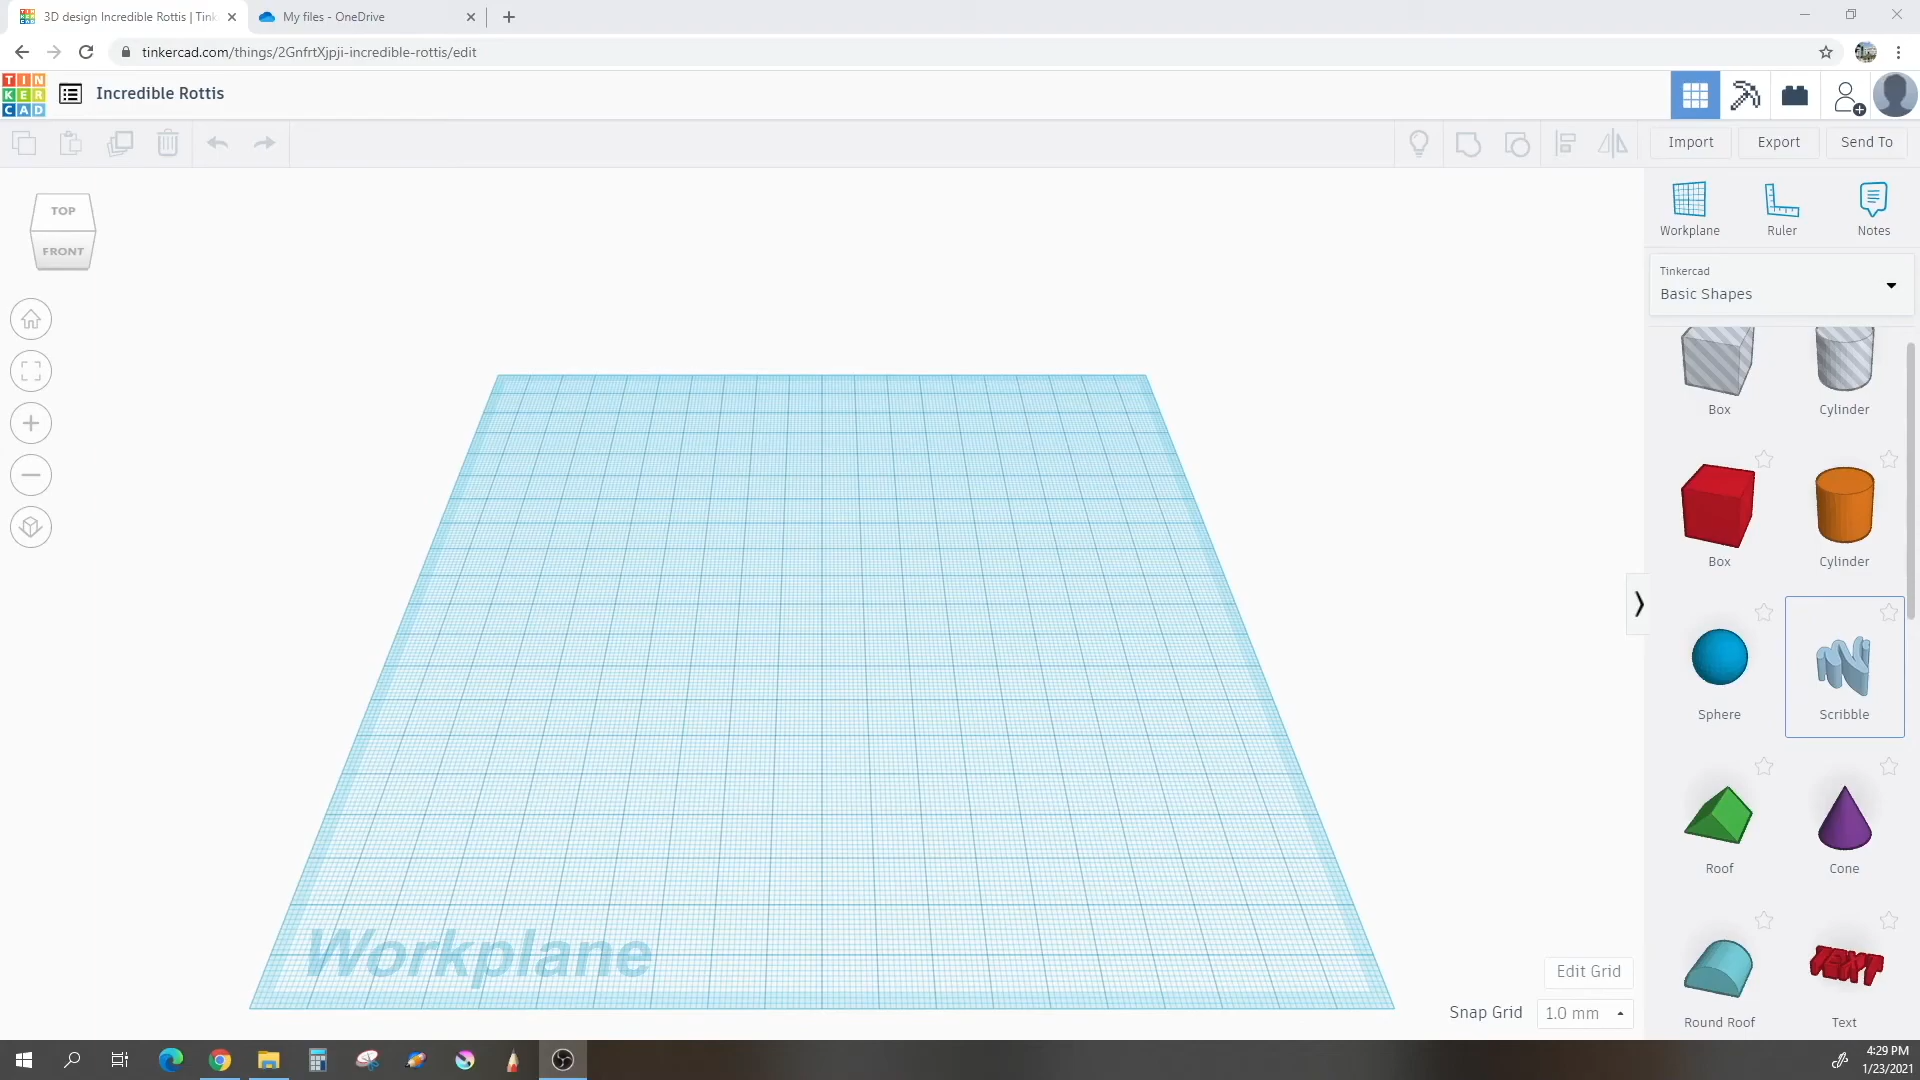 3D design Incredible Rottis | Tink
My files - OneDrive
tinkercad.com/things/2GnfrtXjpji-incredible-rottis/edit
TIN
KER
CAD
Incredible Rottis
Import
Export
Send To
TOP
FRONT
Workplane
Ruler
Notes
Tinkercad
Basic Shapes
Box
Cylinder
Box
Cylinder
Sphere
Scribble
Roof
Cone
TEXT
Round Roof
Text
Workplane
Edit Grid
Snap Grid
1.0 mm
4:29 PM
1/23/2021